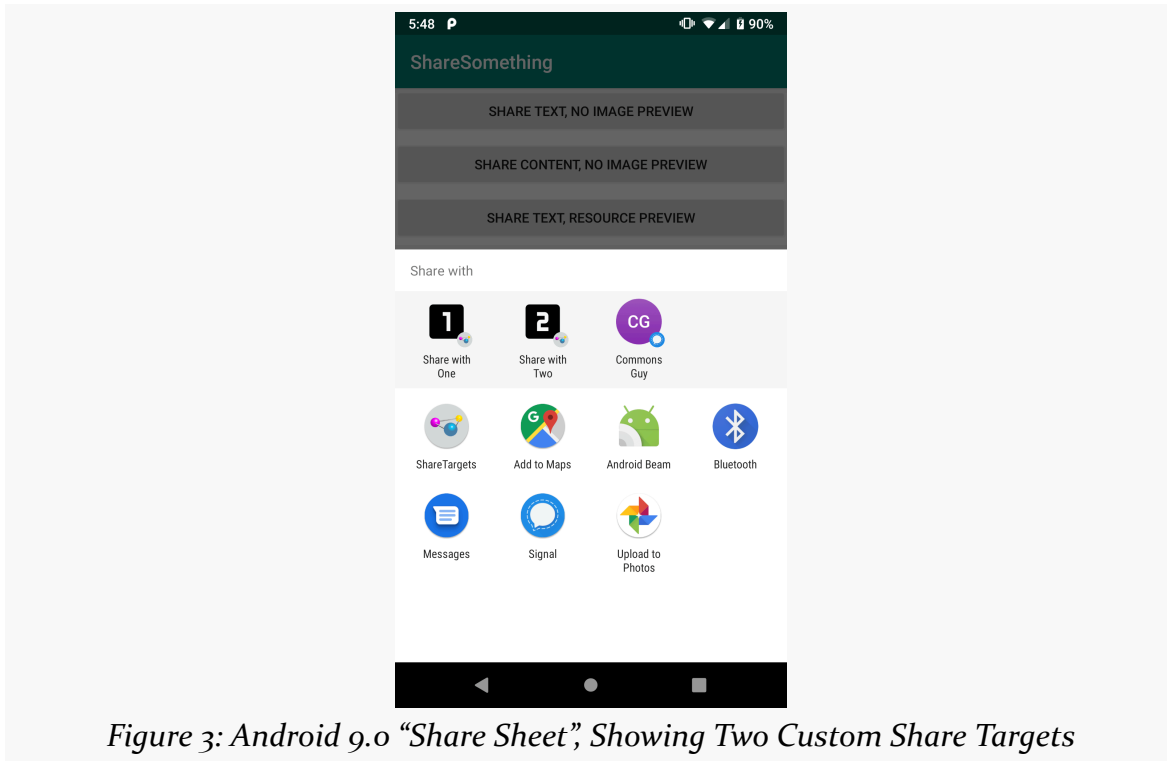 5:48 90%
ShareSomething
SHARE TEXT, NO IMAGE PREVIEW
SHARE CONTENT, NO IMAGE PREVIEW
SHARE TEXT, RESOURCE PREVIEW
Share with
1 2 CG
Share with Share with Commons
One Two Guy
G
ShareTargets Add to Maps Android Beam Bluetooth
Messages Signal Upload to
Photos
Figure 3: Android 9.0 “Share Sheet”, Showing Two Custom Share Targets